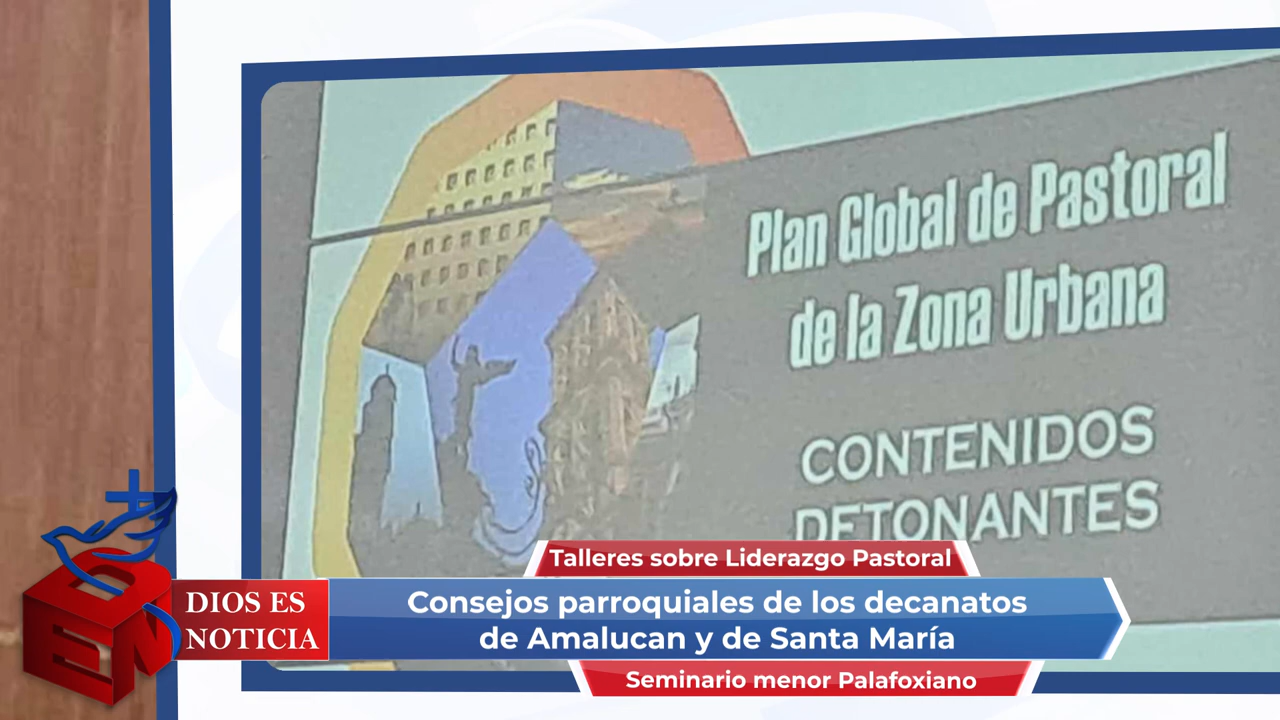 Plan Global de Pastoral
de la Zona Urbana
CONTENIDOS
DETONANTES
Talleres sobre Liderazgo Pastoral
DIOS ES
NOTICIA
Consejos parroquiales de los decanatos
de Amalucan y de Santa María
Seminario menor Palafoxiano
DEN